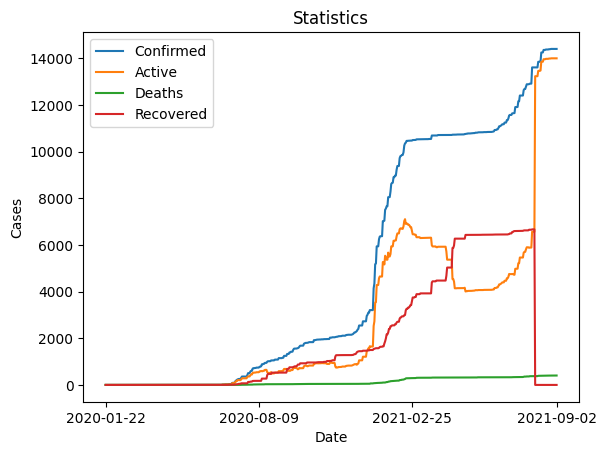 Statistics
Confirmed
Active
Deaths
Recovered
14000
12000
10000
8000
6000
4000
2000
0
Cases
2020-01-22
2020-08-09
2021-02-25
2021-09-02
Date